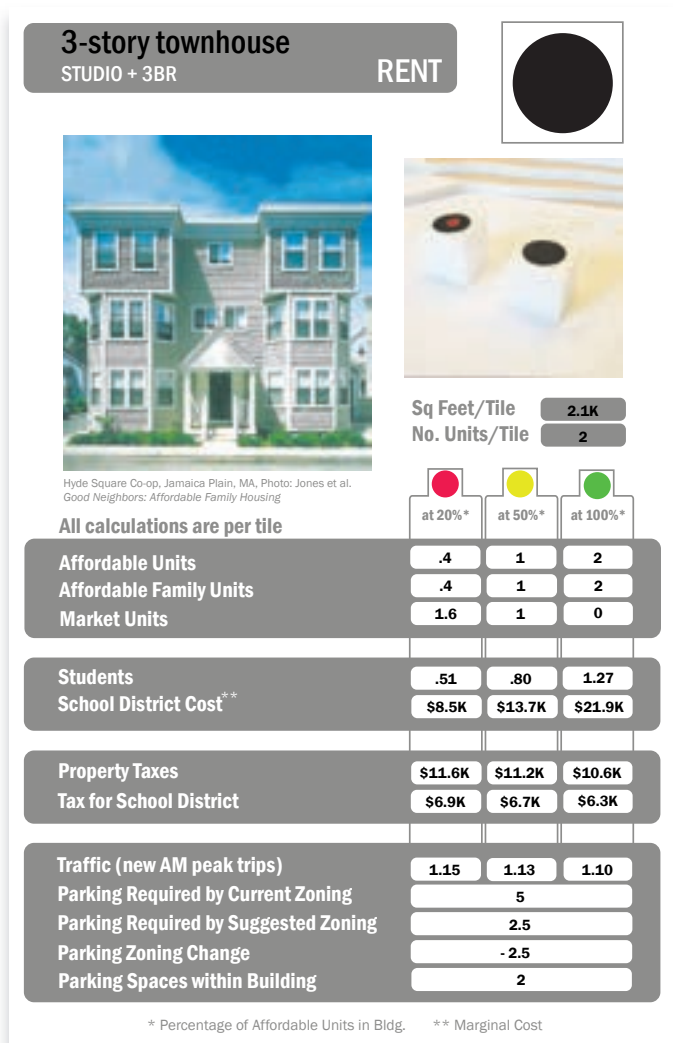 3-story townhouse
STUDIO + 3BR
RENT
Hyde Square Co-op, Jamaica Plain, MA, Photo: Jones et al.
Good Neighbors: Affordable Family Housing
Sq Feet/Tile 2.1K
No. Units/Tile 2
All calculations are per tile
at 20%* at 50%* at 100%*
Affordable Units .4 1 2
Affordable Family Units .4 1 2
Market Units 1.6 1 0
Students .51 .80 1.27
School District Cost** $8.5K $13.7K $21.9K
Property Taxes $11.6K $11.2K $10.6K
Tax for School District $6.9K $6.7K $6.3K
Traffic (new AM peak trips) 1.15 1.13 1.10
Parking Required by Current Zoning 5
Parking Required by Suggested Zoning 2.5
Parking Zoning Change - 2.5
Parking Spaces within Building 2
* Percentage of Affordable Units in Bldg. ** Marginal Cost